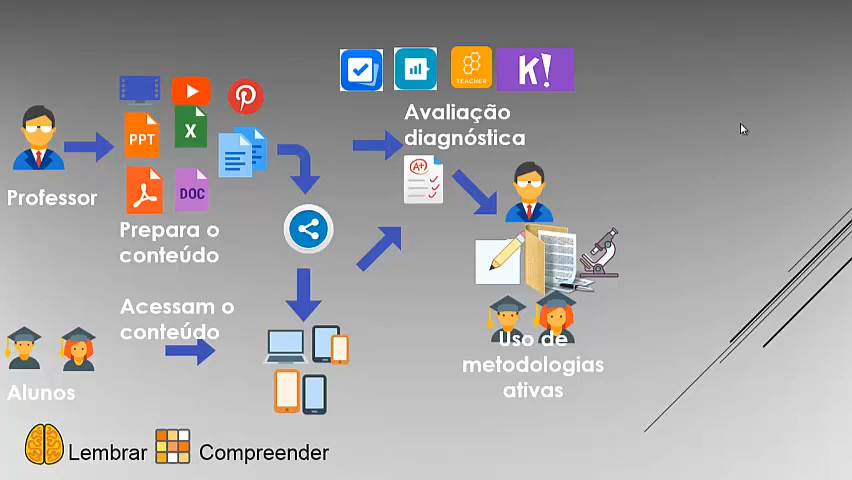 TEACHER
K!
PPT
X
Avaliação
diagnóstica
A+
DOC
Professor
Prepara o
conteúdo
Acessam o
conteúdo
Alunos
Uso de
metodologias
ativas
Lembrar
Compreender